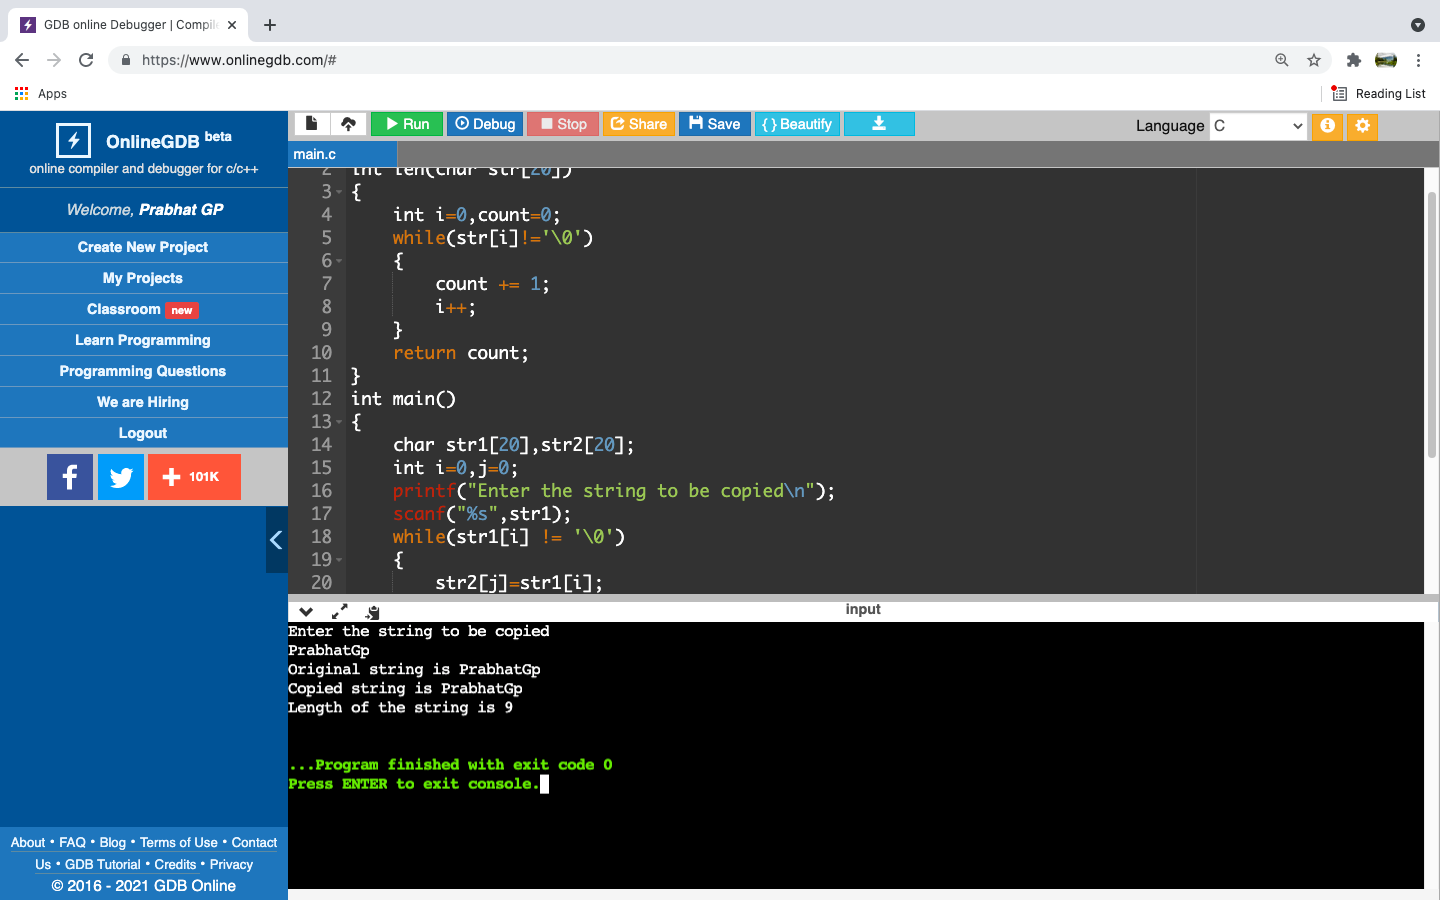 GDB online Debugger | Compil
https://www.onlinegdb.com/#
Apps
Reading List
OnlineGDB beta
online compiler and debugger for c/c++
Welcome, Prabhat GP
Create New Project
My Projects
Classroom new
Learn Programming
Programming Questions
We are Hiring
Logout
101K
About • FAQ • Blog • Terms of Use • Contact
Us • GDB Tutorial • Credits • Privacy
© 2016 - 2021 GDB Online
Run Debug Stop Share Save { } Beautify Language C
main.c
2 int len(char str[20])
3 {
4 int i=0,count=0;
5 while(str[i]!='\0')
6 {
7 count += 1;
8 i++;
9 }
10 return count;
11 }
12 int main()
13 {
14 char str1[20],str2[20];
15 int i=0,j=0;
16 printf("Enter the string to be copied\n");
17 scanf("%s",str1);
18 while(str1[i] != '\0')
19 {
20 str2[j]=str1[i];
input
Enter the string to be copied
PrabhatGp
Original string is PrabhatGp
Copied string is PrabhatGp
Length of the string is 9
...Program finished with exit code 0
Press ENTER to exit console.